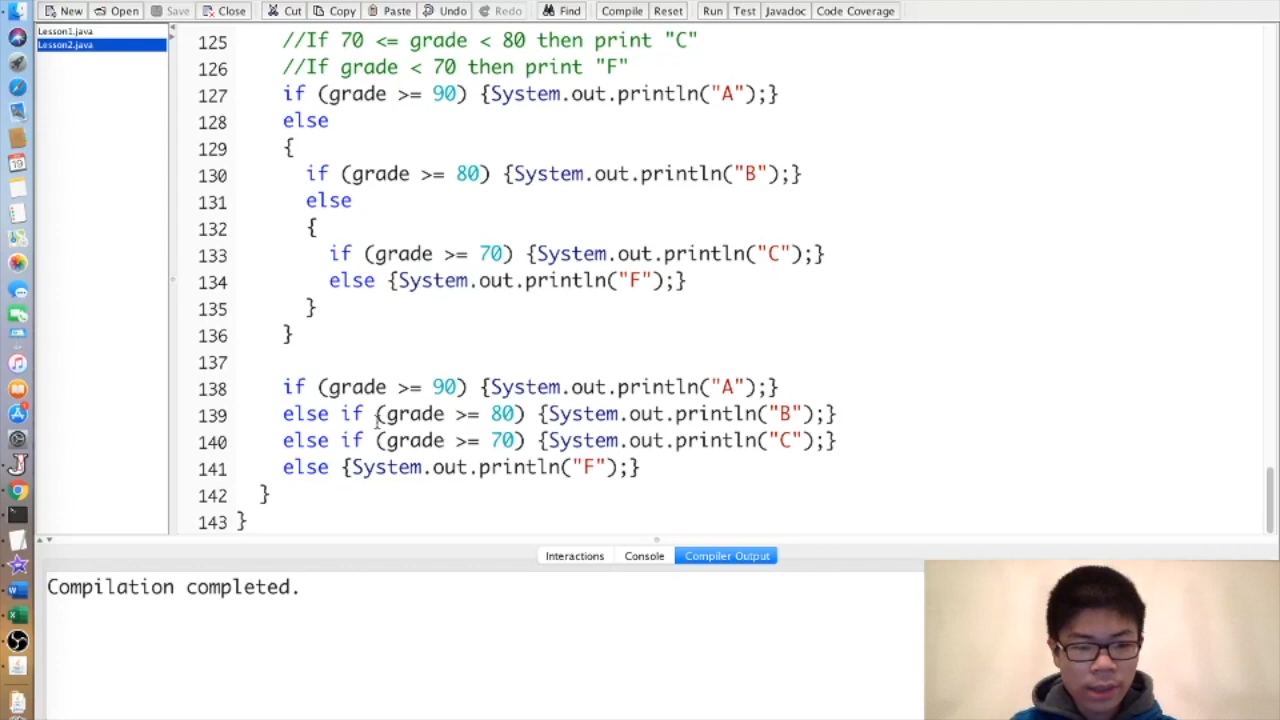 New Open Save Close Cut Copy Paste Undo Redo Find Compile Reset Run Test Javadoc Code Coverage
Lesson1.java
Lesson2.java
125 //If 70 <= grade < 80 then print "C"
126 //If grade < 70 then print "F"
127 if (grade >= 90) {System.out.println("A");}
128 else
129 {
130 if (grade >= 80) {System.out.println("B");}
131 else
132 {
133 if (grade >= 70) {System.out.println("C");}
134 else {System.out.println("F");}
135 }
136 }
137
138 if (grade >= 90) {System.out.println("A");}
139 else if (grade >= 80) {System.out.println("B");}
140 else if (grade >= 70) {System.out.println("C");}
141 else {System.out.println("F");}
142 }
143 }
Interactions Console Compiler Output
Compilation completed.